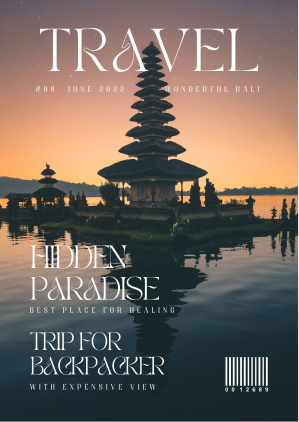 TRAVEL
#08 JUNE 2022 WONDERFUL BALI
HIDDEN
PARADISE
BEST PLACE FOR HEALING
TRIP FOR
BACKPACKER
WITH EXPENSIVE VIEW
0012689